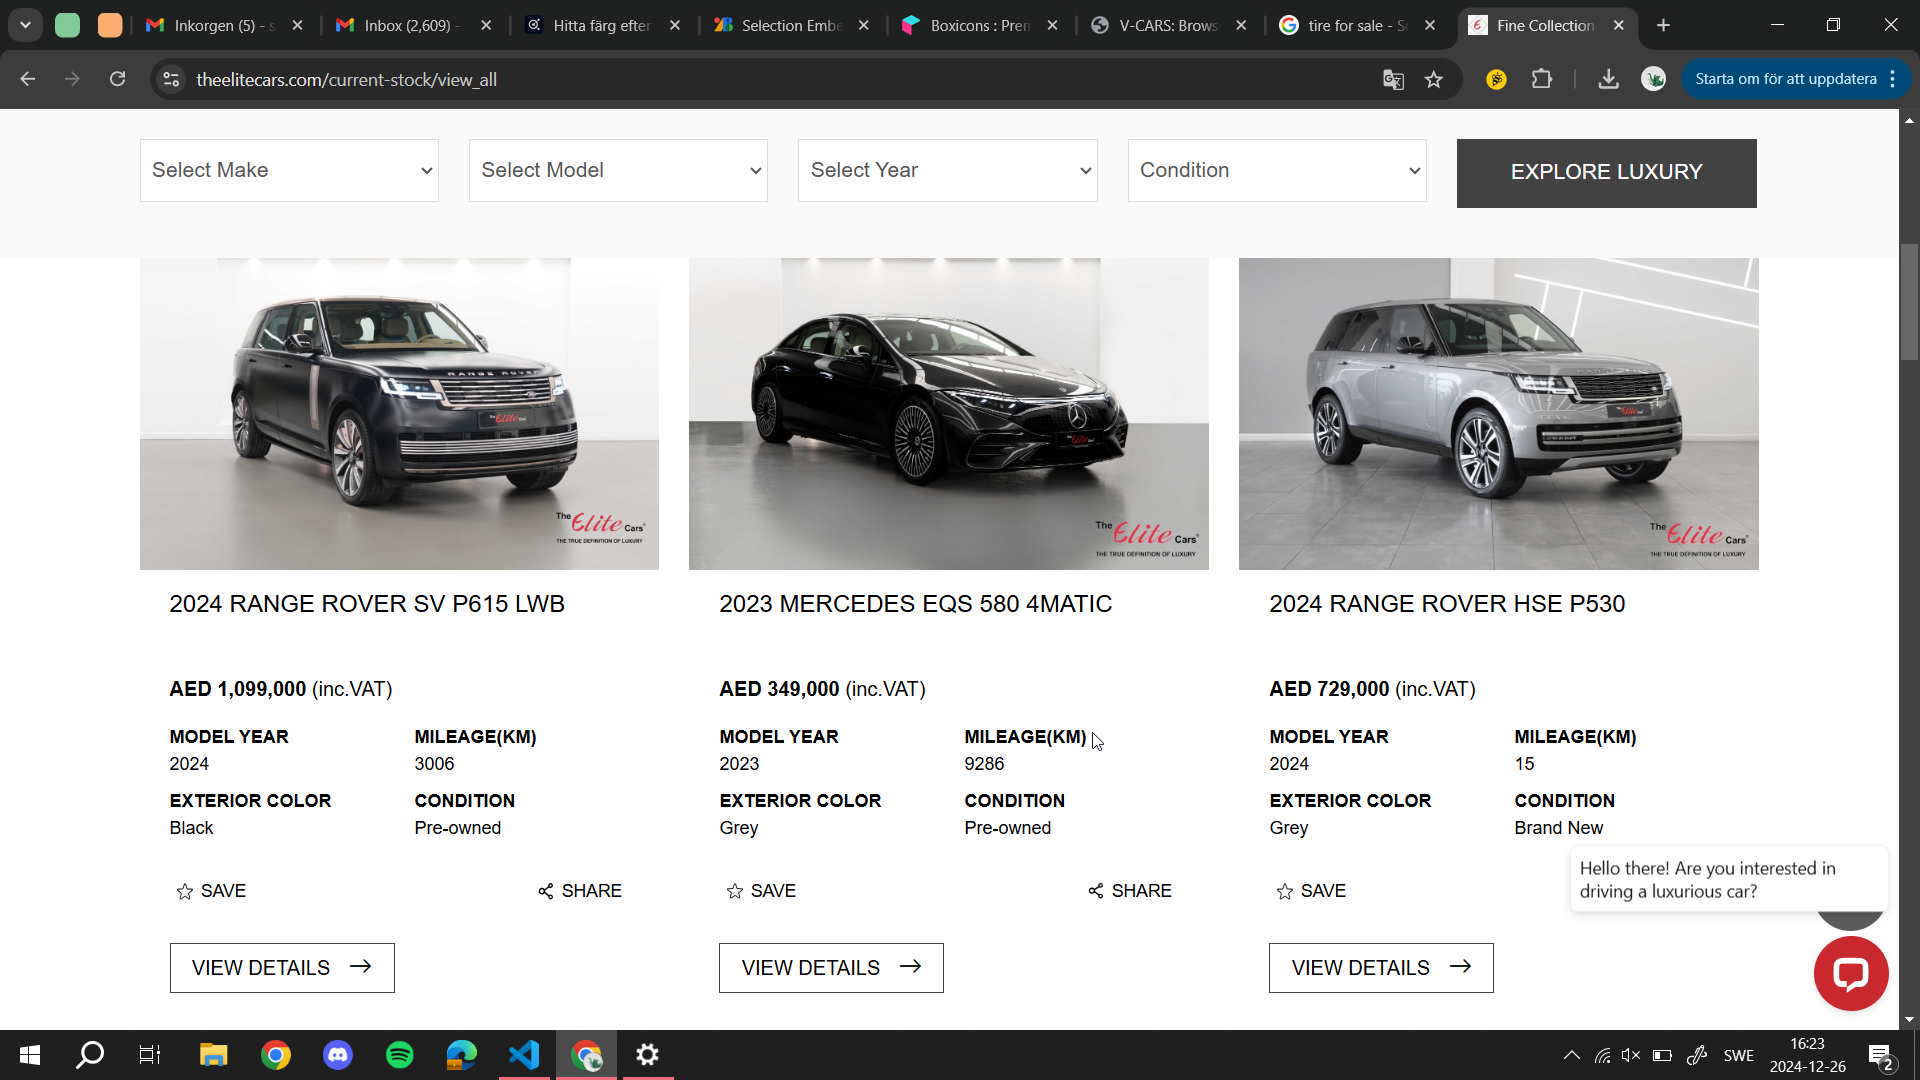 Inkorgen (5) - s
Inbox (2,609) -
Hitta färg efter
Selection Embe
Boxicons : Prem
V-CARS: Brows
tire for sale - Sö
Fine Collection
theelitecars.com/current-stock/view_all
Starta om för att uppdatera
Select Make
Select Model
Select Year
Condition
EXPLORE LUXURY
RANGE ROVER
The Elite Cars
THE TRUE DEFINITION OF LUXURY
The Elite Cars
THE TRUE DEFINITION OF LUXURY
The Elite Cars
THE TRUE DEFINITION OF LUXURY
2024 RANGE ROVER SV P615 LWB
2023 MERCEDES EQS 580 4MATIC
2024 RANGE ROVER HSE P530
AED 1,099,000 (inc.VAT)
AED 349,000 (inc.VAT)
AED 729,000 (inc.VAT)
MODEL YEAR
MILEAGE(KM)
MODEL YEAR
MILEAGE(KM)
MODEL YEAR
MILEAGE(KM)
2024
3006
2023
9286
2024
15
EXTERIOR COLOR
CONDITION
EXTERIOR COLOR
CONDITION
EXTERIOR COLOR
CONDITION
Black
Pre-owned
Grey
Pre-owned
Grey
Brand New
Hello there! Are you interested in
driving a luxurious car?
SAVE
SHARE
SAVE
SHARE
SAVE
VIEW DETAILS
VIEW DETAILS
VIEW DETAILS
SWE
16:23
2024-12-26
2